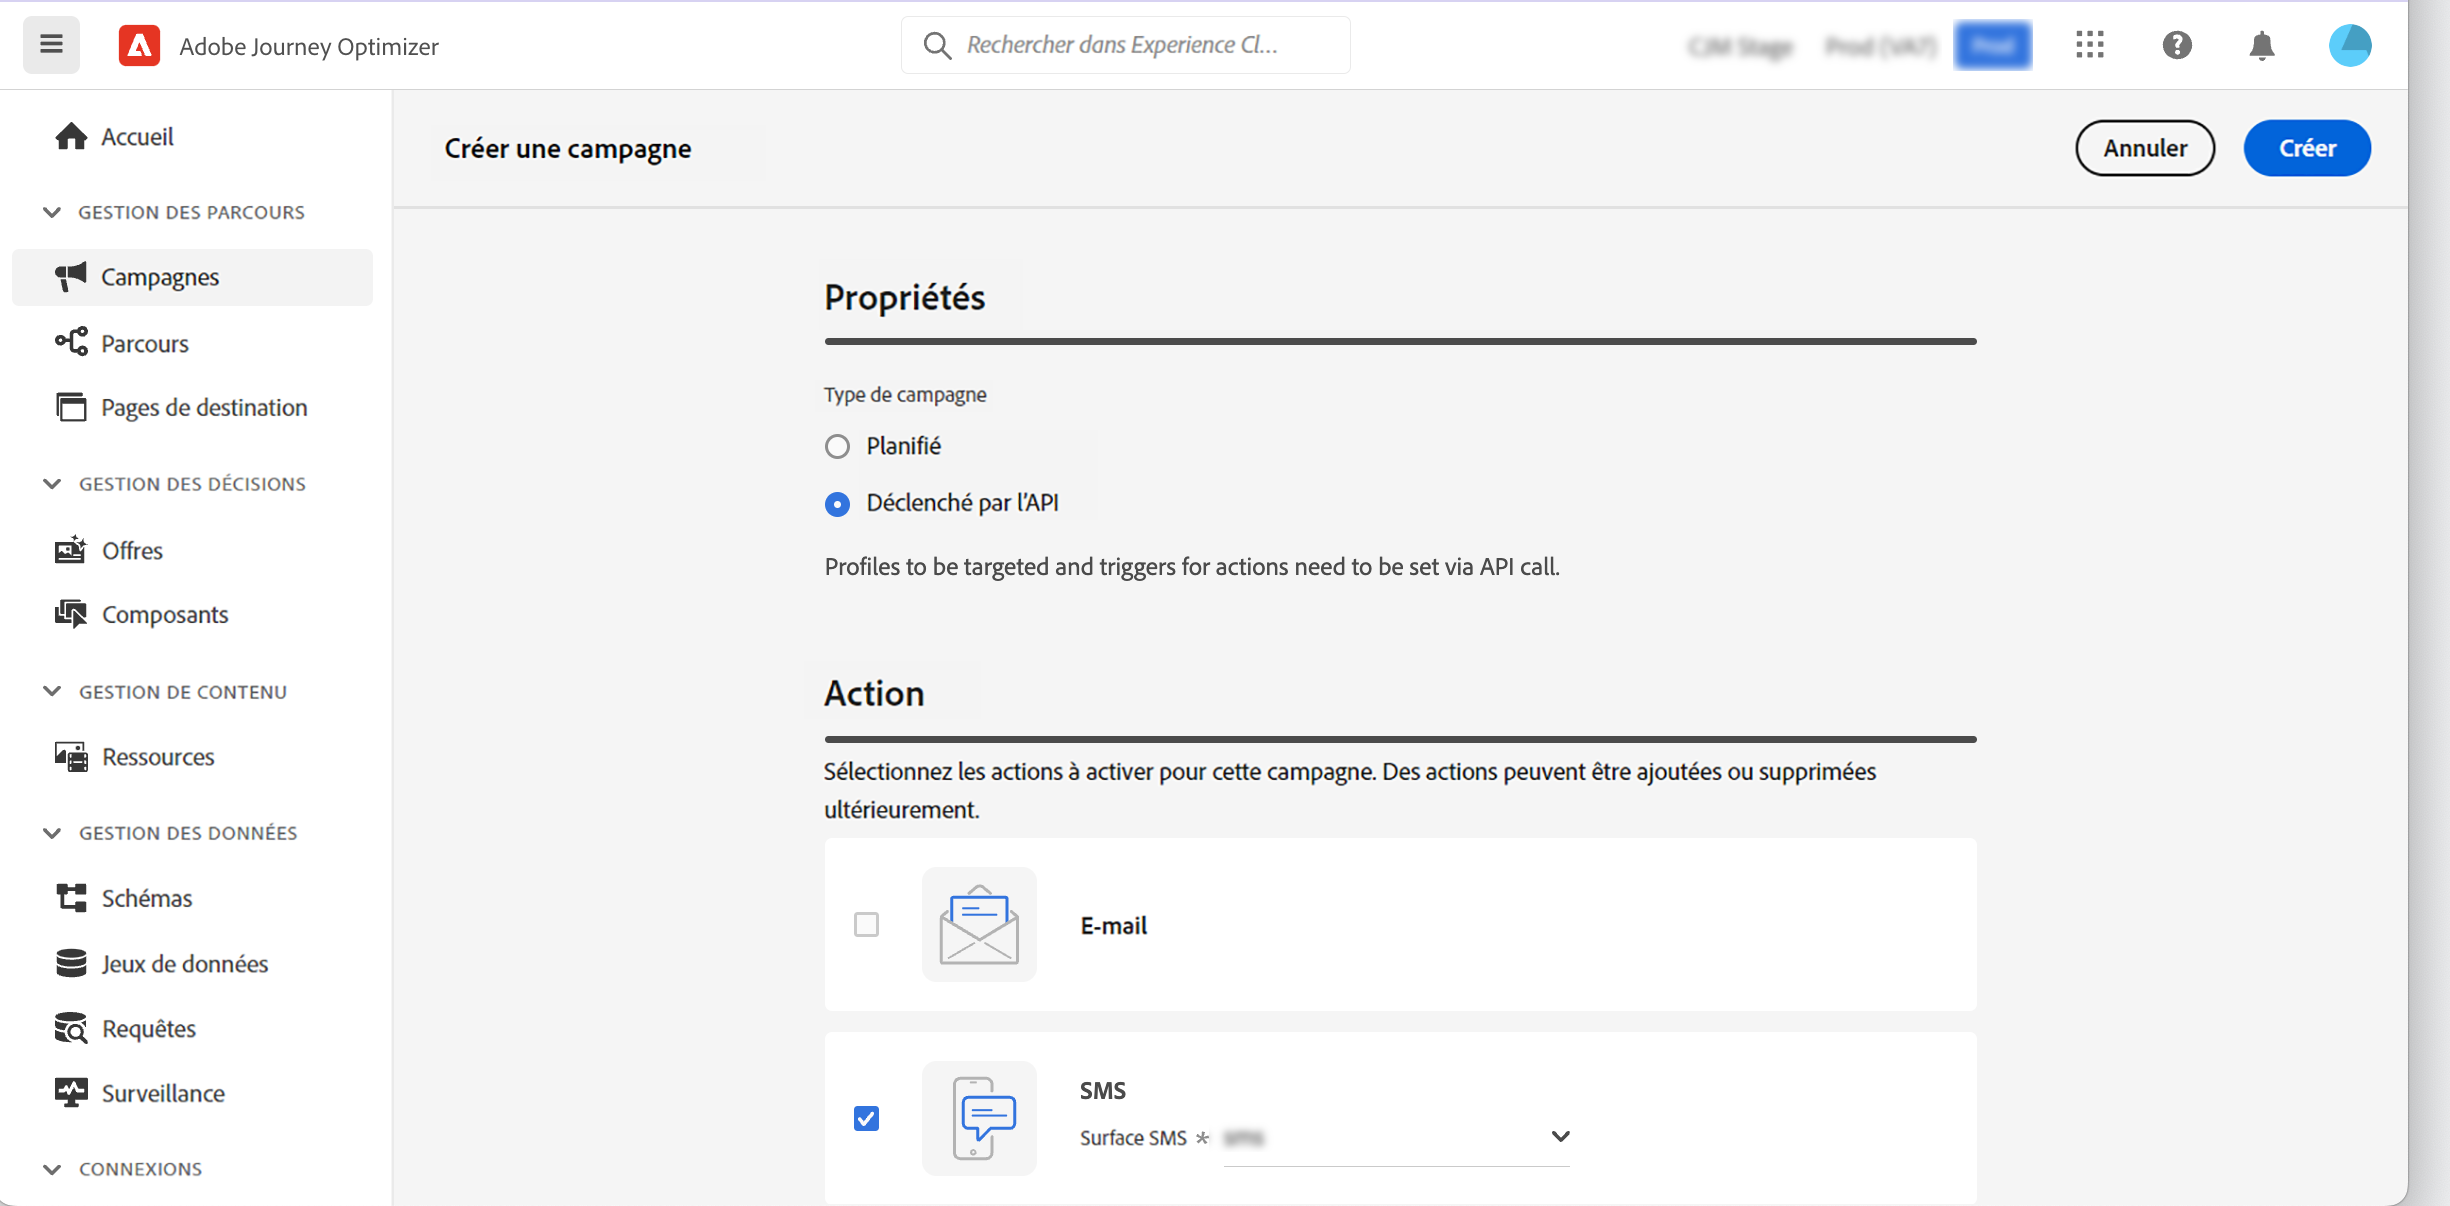 Adobe Journey Optimizer
Rechercher dans Experience Cl...
Accueil
GESTION DES PARCOURS
Campagnes
Parcours
Pages de destination
GESTION DES DÉCISIONS
Offres
Composants
GESTION DE CONTENU
Ressources
GESTION DES DONNÉES
Schémas
Jeux de données
Requêtes
Surveillance
CONNEXIONS
Créer une campagne
Annuler
Créer
Propriétés
Type de campagne
Planifié
Déclenché par l'API
Profiles to be targeted and triggers for actions need to be set via API call.
Action
Sélectionnez les actions à activer pour cette campagne. Des actions peuvent être ajoutées ou supprimées
ultérieurement.
E-mail
SMS
Surface SMS *